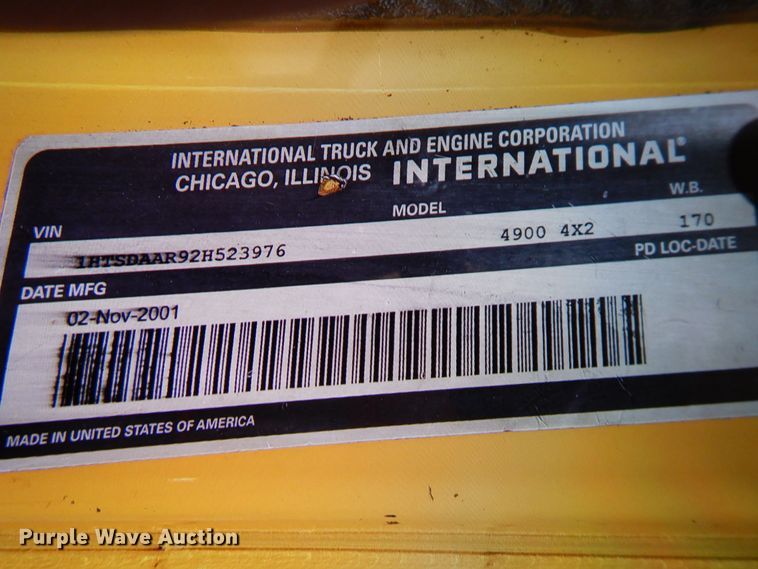 INTERNATIONAL TRUCK AND ENGINE CORPORATION
CHICAGO, ILLINOIS INTERNATIONAL®
VIN MODEL W.B.
1HTSDAAR92H523976 4900 4X2 170
DATE MFG PD LOC-DATE
02-Nov-2001
MADE IN UNITED STATES OF AMERICA
Purple Wave Auction